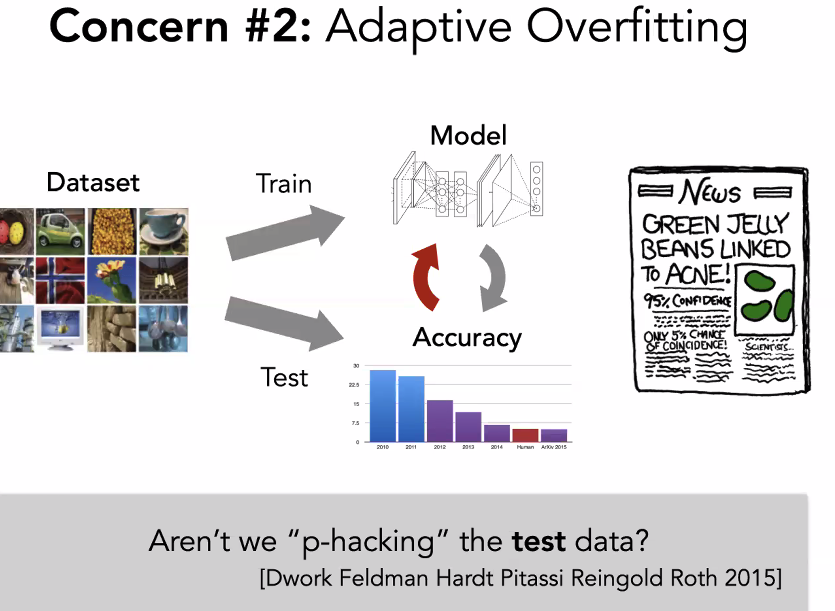 Concern #2: Adaptive Overfitting
Model
Dataset
Train
NEWS
GREEN JELLY
BEANS LINKED
TO ACNE!
95% CONFIDENCE
ONLY 5% CHANCE
OF COINCIDENCE!
SCIENTISTS...
Accuracy
Test
30
22.5
15
7.5
0
2010
2011
2012
2013
2014
Human
ArXiv 2015
Aren't we “p-hacking” the test data?
[Dwork Feldman Hardt Pitassi Reingold Roth 2015]